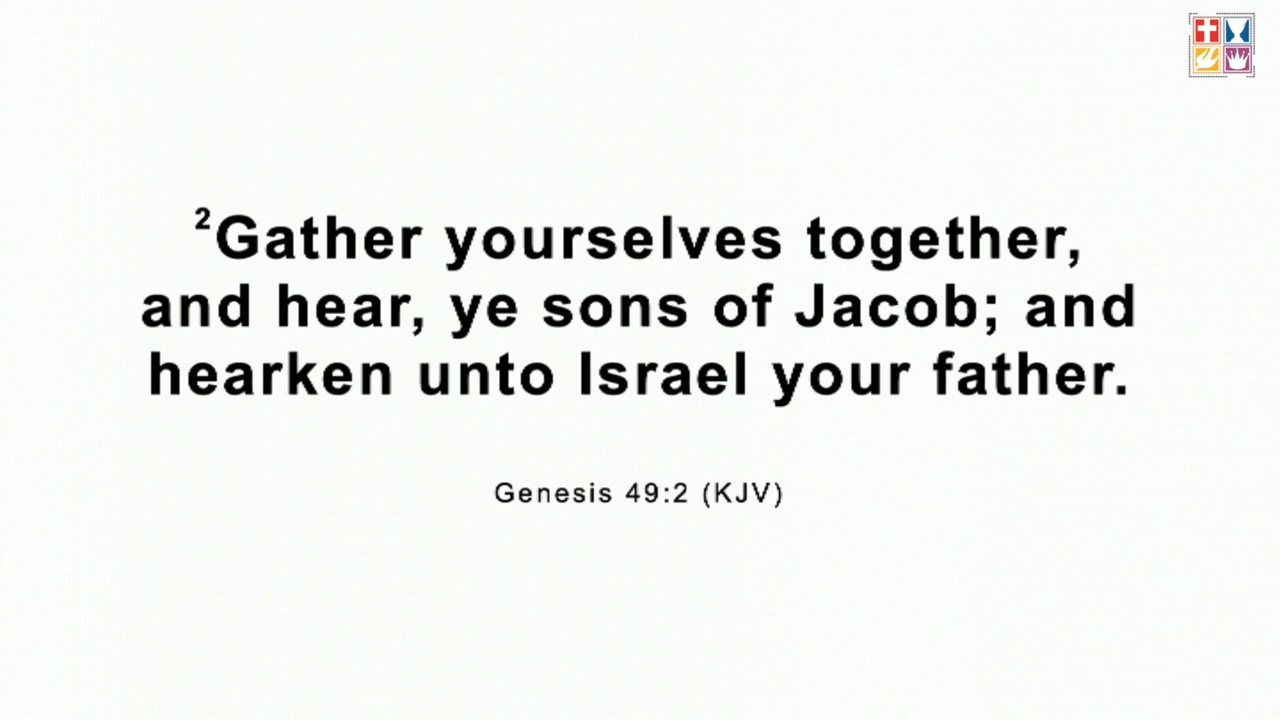 ²Gather yourselves together,
and hear, ye sons of Jacob; and
hearken unto Israel your father.
Genesis 49:2 (KJV)